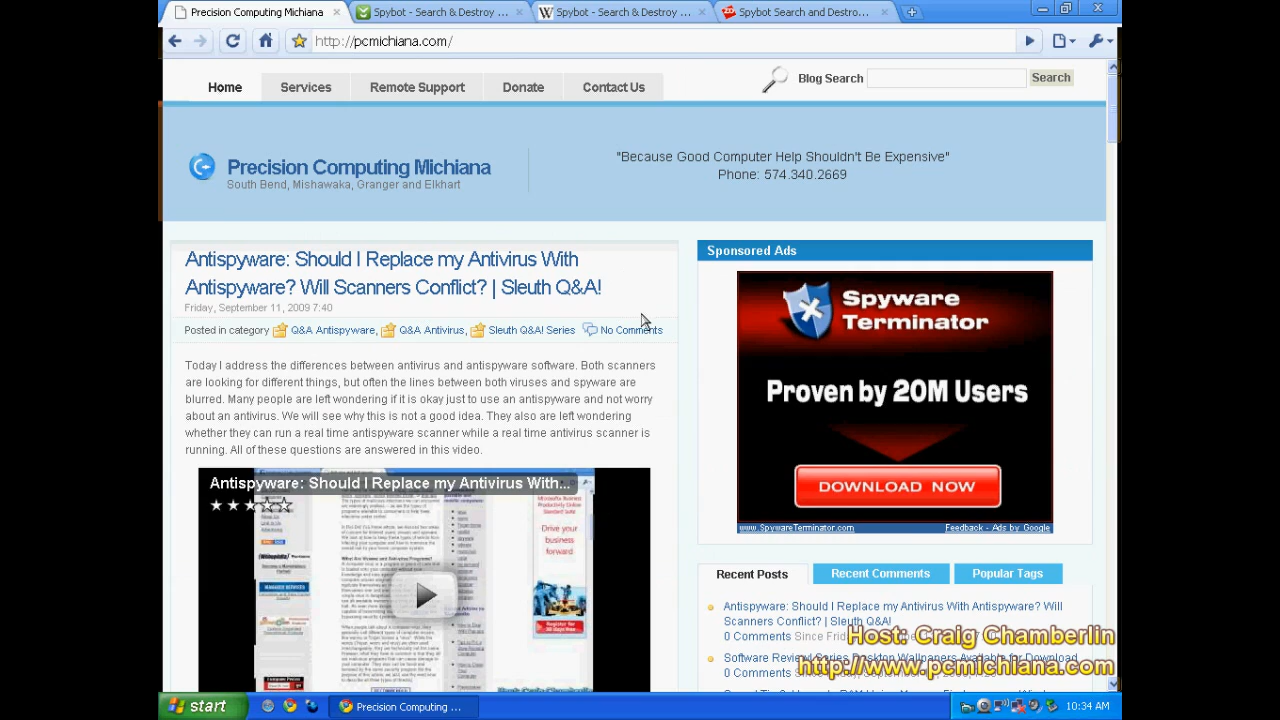 Precision Computing Michiana
Spybot - Search & Destroy ...
Spybot - Search & Destroy ...
Spybot Search and Destro...
http://pcmichiana.com/
Home
Services
Remote Support
Donate
Contact Us
Blog Search
Search
Precision Computing Michiana
South Bend, Mishawaka, Granger and Elkhart
"Because Good Computer Help Shouldn't Be Expensive"
Phone: 574.340.2669
Antispyware: Should I Replace my Antivirus With
Antispyware? Will Scanners Conflict? | Sleuth Q&A!
Friday, September 11, 2009 7:40
Posted in category Q&A Antispyware, Q&A Antivirus, Sleuth Q&A! Series No Comments
Today I address the differences between antivirus and antispyware software. Both scanners
are looking for different things, but often the lines between both viruses and spyware are
blurred. Many people are left wondering if it is okay just to use an antispyware and not worry
about an antivirus. We will see why this is not a good idea. They also are left wondering
whether they can run a real time antispyware scanner while a real time antivirus scanner is
running. All of these questions are answered in this video.
Antispyware: Should I Replace my Antivirus With...
Drive your
business
forward
Sponsored Ads
Spyware
Terminator
Proven by 20M Users
DOWNLOAD NOW
www.SpywareTerminator.com
Feedback - Ads by Google
Recent Posts
Recent Comments
Popular Tags
Antispyware: Should I Replace my Antivirus With Antispyware? Will
Scanners Conflict? | Sleuth Q&A!
0 Comments
0 Comments
Host: Craig Chamberlin
http://www.pcmichiana.com
start
Precision Computing ...
10:34 AM